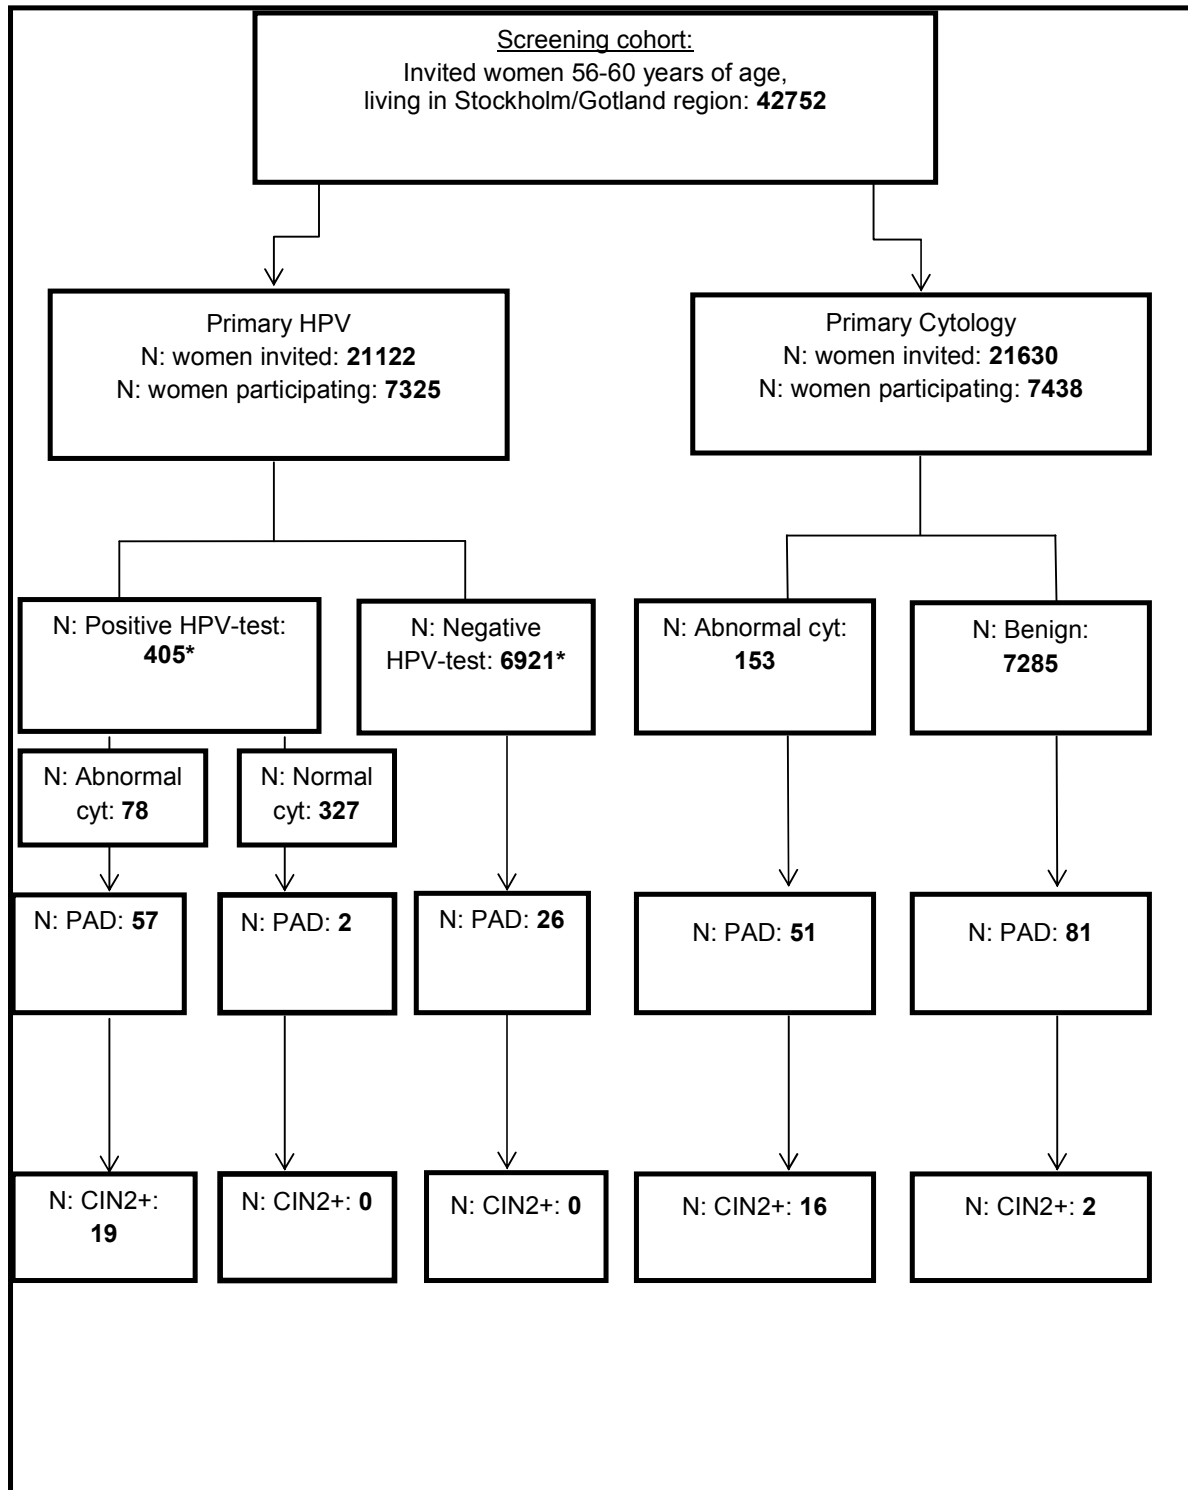 Screening cohort:
Invited women 56-60 years of age,
living in Stockholm/Gotland region: 42752
Primary HPV
N: women invited: 21122
N: women participating: 7325
Primary Cytology
N: women invited: 21630
N: women participating: 7438
N: Positive HPV-test:
405*
N: Negative
HPV-test: 6921*
N: Abnormal cyt:
153
N: Benign:
7285
N: Abnormal
cyt: 78
N: Normal
cyt: 327
N: PAD: 57
N: PAD: 2
N: PAD: 26
N: PAD: 51
N: PAD: 81
N: CIN2+:
19
N: CIN2+: 0
N: CIN2+: 0
N: CIN2+: 16
N: CIN2+: 2